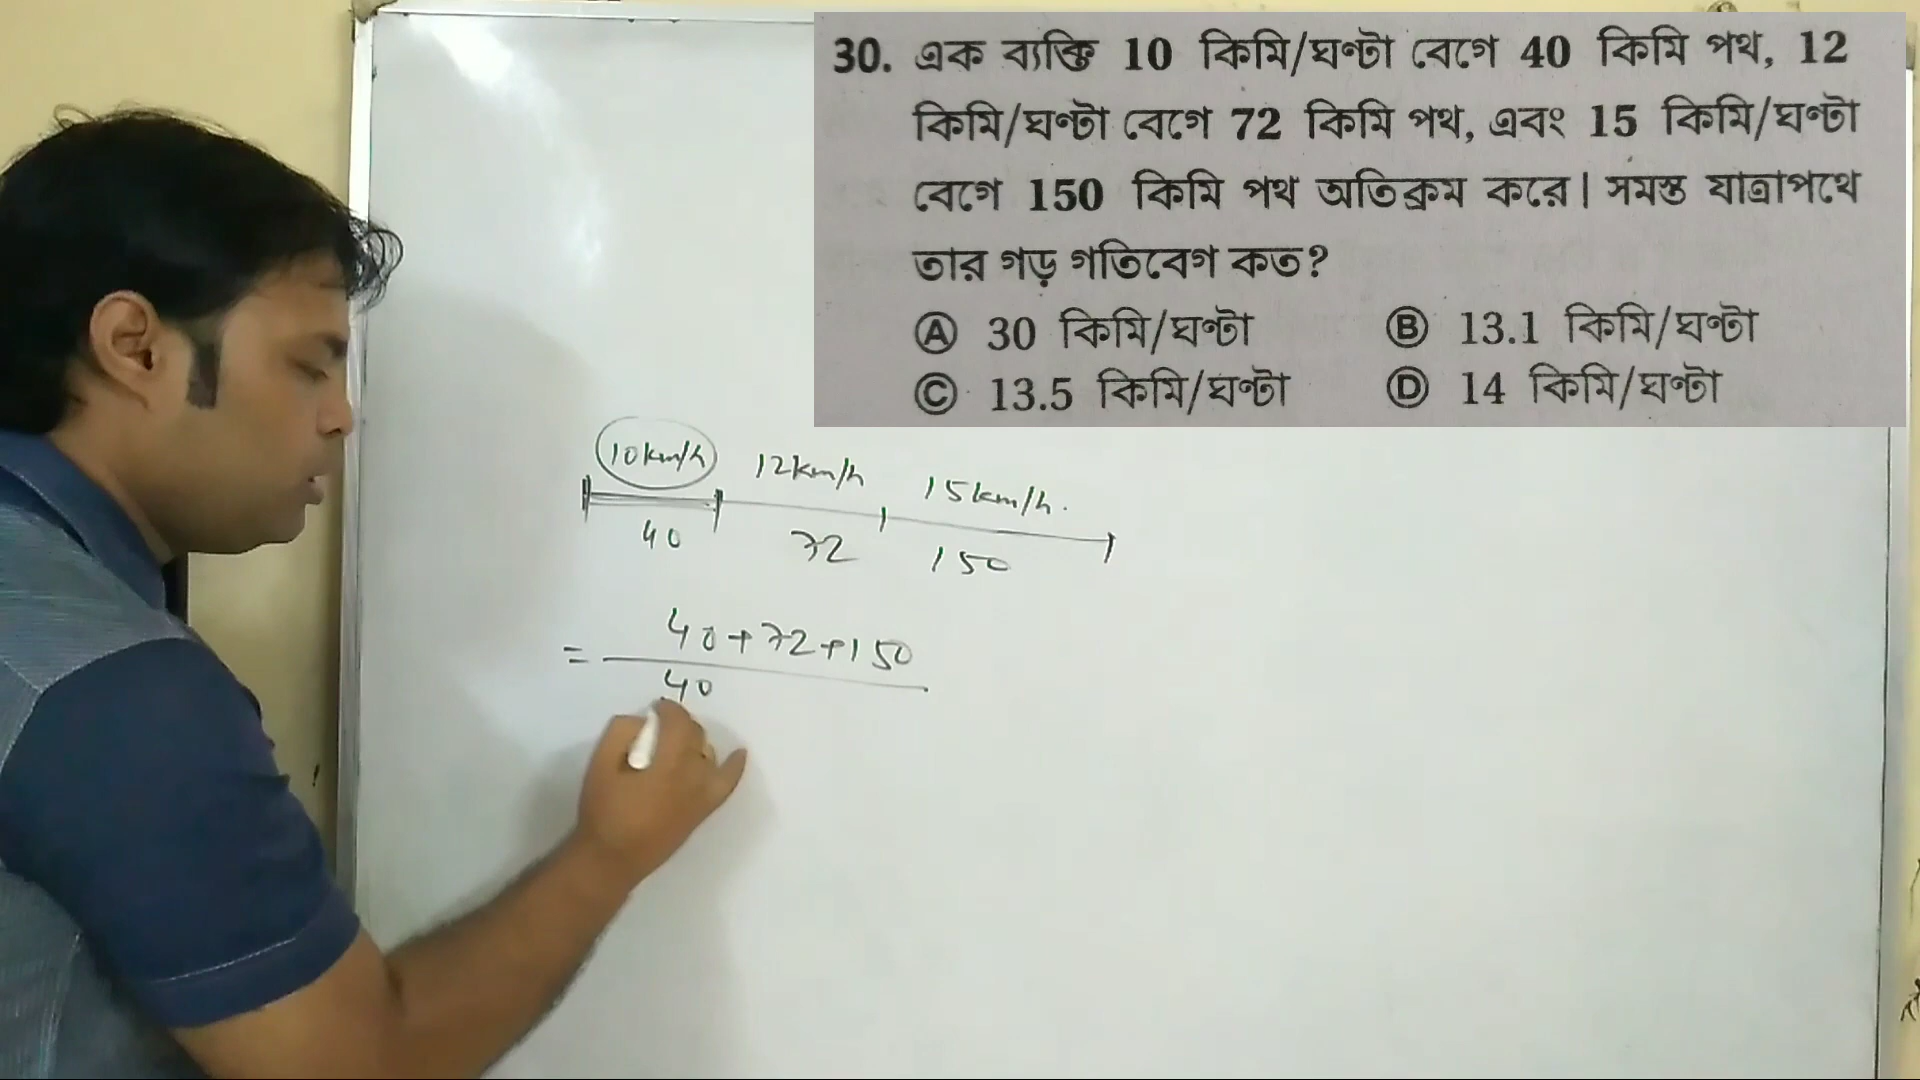 30. এক ব্যক্তি 10 কিমি/ঘণ্টা বেগে 40 কিমি পথ, 12
কিমি/ঘণ্টা বেগে 72 কিমি পথ, এবং 15 কিমি/ঘণ্টা
বেগে 150 কিমি পথ অতিক্রম করে। সমস্ত যাত্রাপথে
তার গড় গতিবেগ কত?
Ⓐ 30 কিমি/ঘণ্টা Ⓑ 13.1 কিমি/ঘণ্টা
Ⓒ 13.5 কিমি/ঘণ্টা Ⓓ 14 কিমি/ঘণ্টা
10km/h 12km/h 15km/h.
40 72 150
= 40+72+150
40